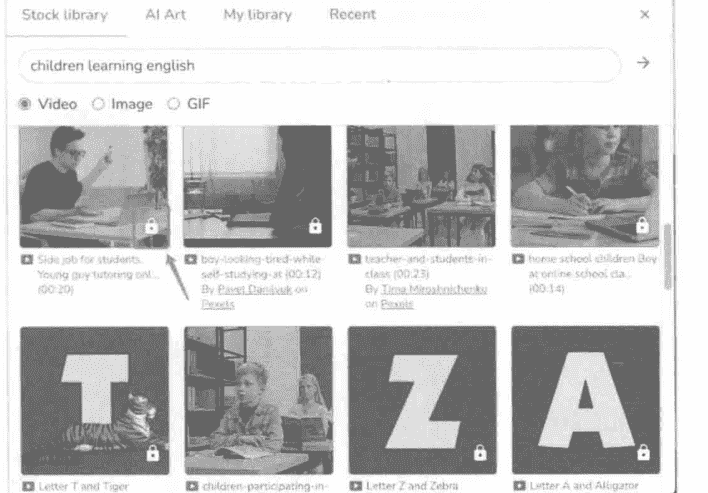 Stock library AI Art My library Recent ×
children learning english
Video Image GIF
Side job for students.
Young guy tutoring onl...
(00:20)
boy-looking-tired-while-
self-studying-at (00:12)
By Pavel Danilyuk on
Pexels
teacher-and-students-in-
class (00:23)
By Tima Miroshnichenko
on Pexels
home school children Boy
at online school cla...
(00:14)
T
Z
A
Letter T and Tiger
children-participating-in-
Letter Z and Zebra
Letter A and Alligator